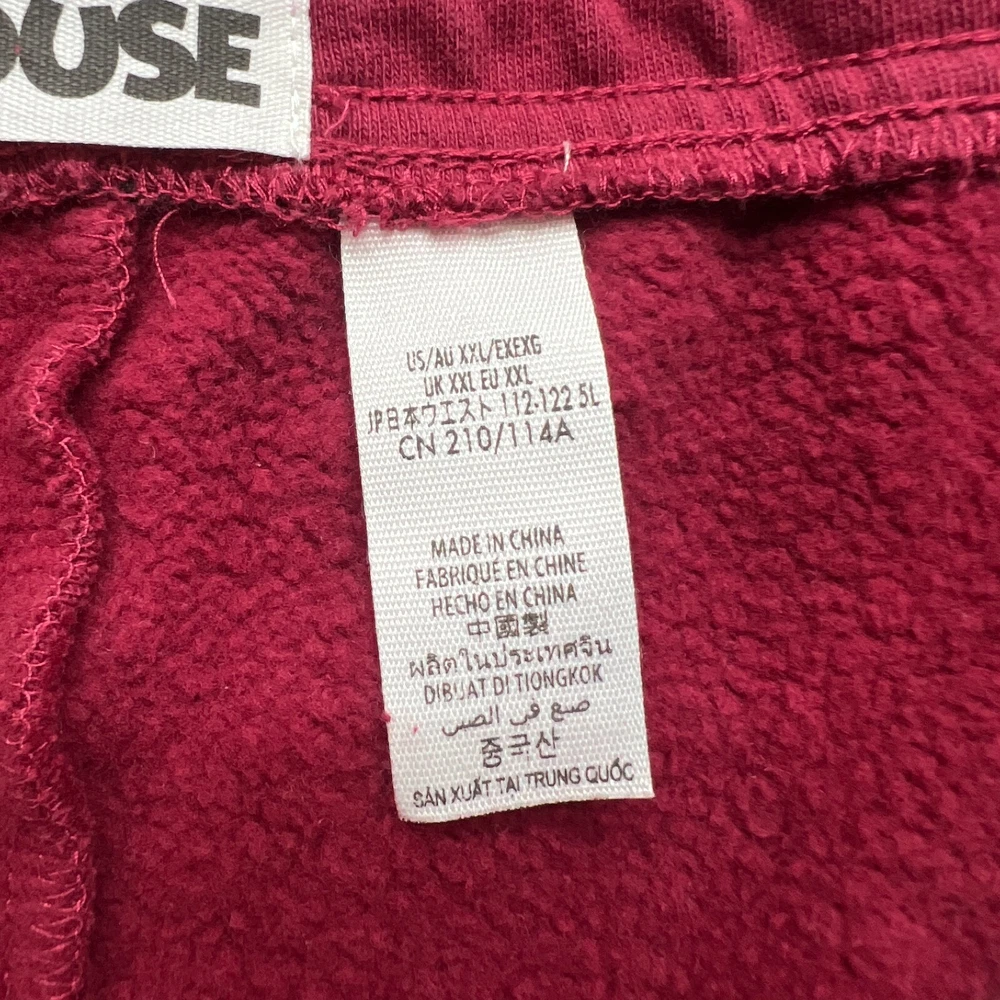 OUSE
US/AU XXL/EXEXG
UK XXL EU XXL
JP日本ウエスト 112-122 5L
CN 210/114A
MADE IN CHINA
FABRIQUE EN CHINE
HECHO EN CHINA
中國製
ผลิตในประเทศจีน
DIBUAT DI TIONGKOK
صنع في الصين
중국산
SẢN XUẤT TẠI TRUNG QUỐC